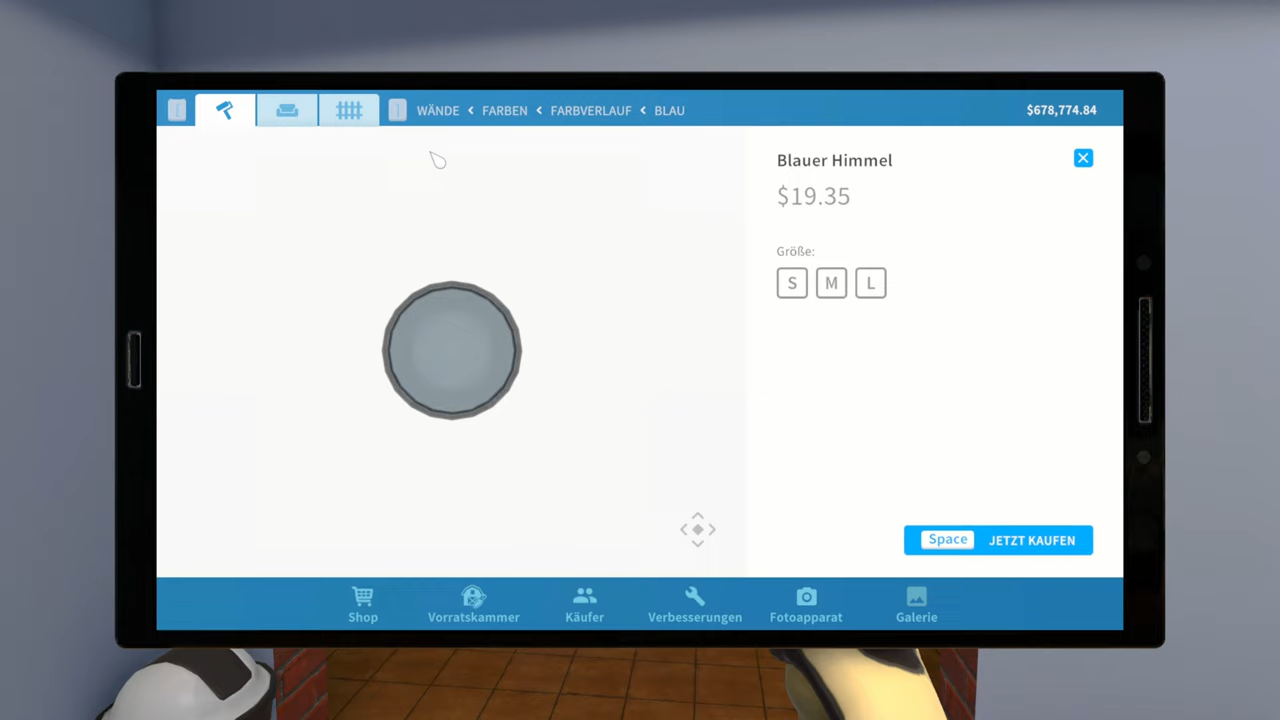 WÄNDE < FARBEN < FARBVERLAUF < BLAU
$678,774.84
Blauer Himmel
$19.35
Größe:
S M L
Space JETZT KAUFEN
Shop Vorratskammer Käufer Verbesserungen Fotoapparat Galerie